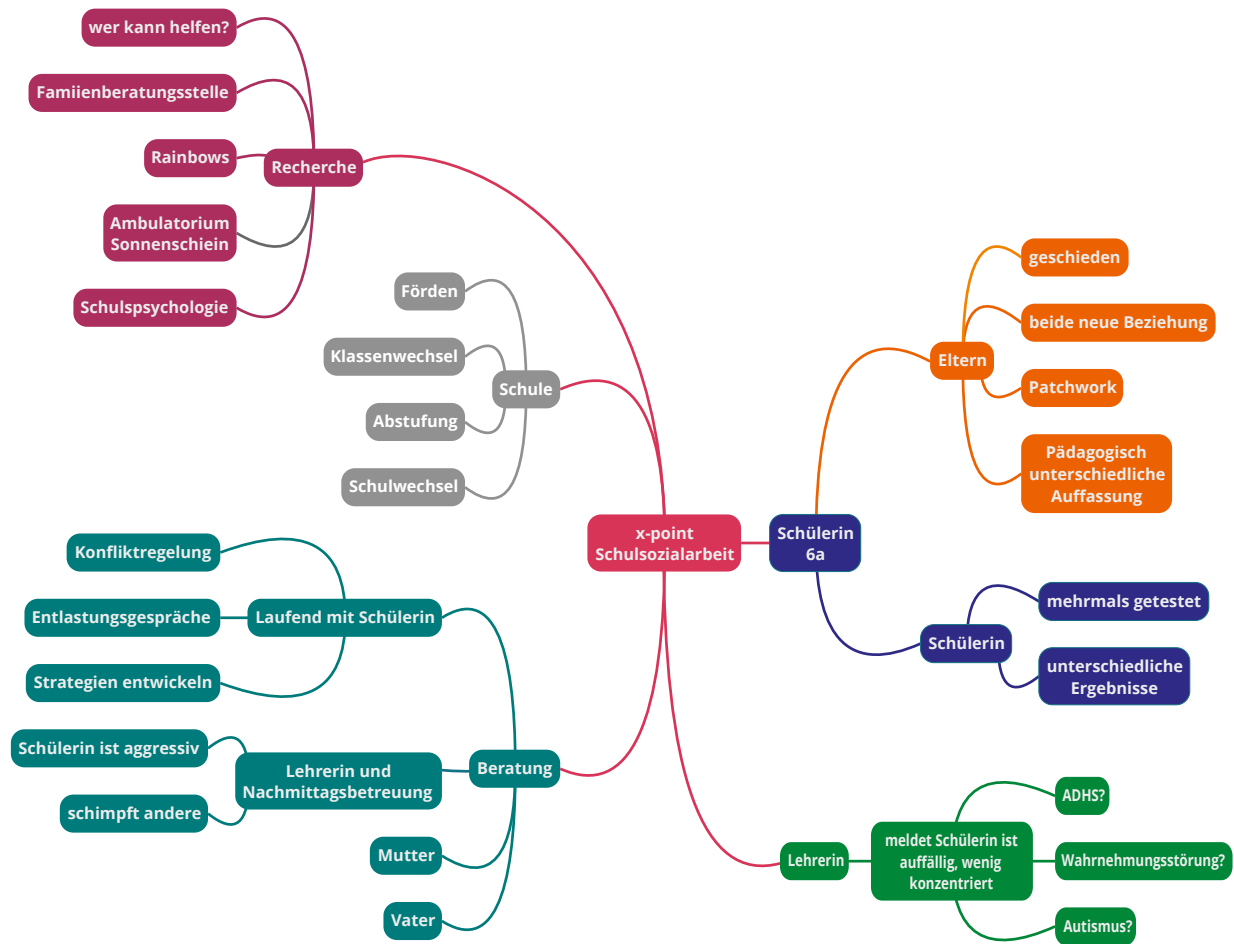 wer kann helfen?
Famiienberatungsstelle
Rainbows
Recherche
Ambulatorium
Sonnenschiein
Schulspsychologie
Förden
Klassenwechsel
Schule
Abstufung
Schulwechsel
x-point
Schulsozialarbeit
Schülerin
6a
geschieden
beide neue Beziehung
Eltern
Patchwork
Pädagogisch
unterschiedliche
Auffassung
mehrmals getestet
Schülerin
unterschiedliche
Ergebnisse
Konfliktregelung
Entlastungsgespräche
Laufend mit Schülerin
Strategien entwickeln
Schülerin ist aggressiv
Lehrerin und
Nachmittagsbetreuung
schimpft andere
Beratung
Mutter
Vater
Lehrerin
meldet Schülerin ist
auffällig, wenig
konzentriert
ADHS?
Wahrnehmungsstörung?
Autismus?